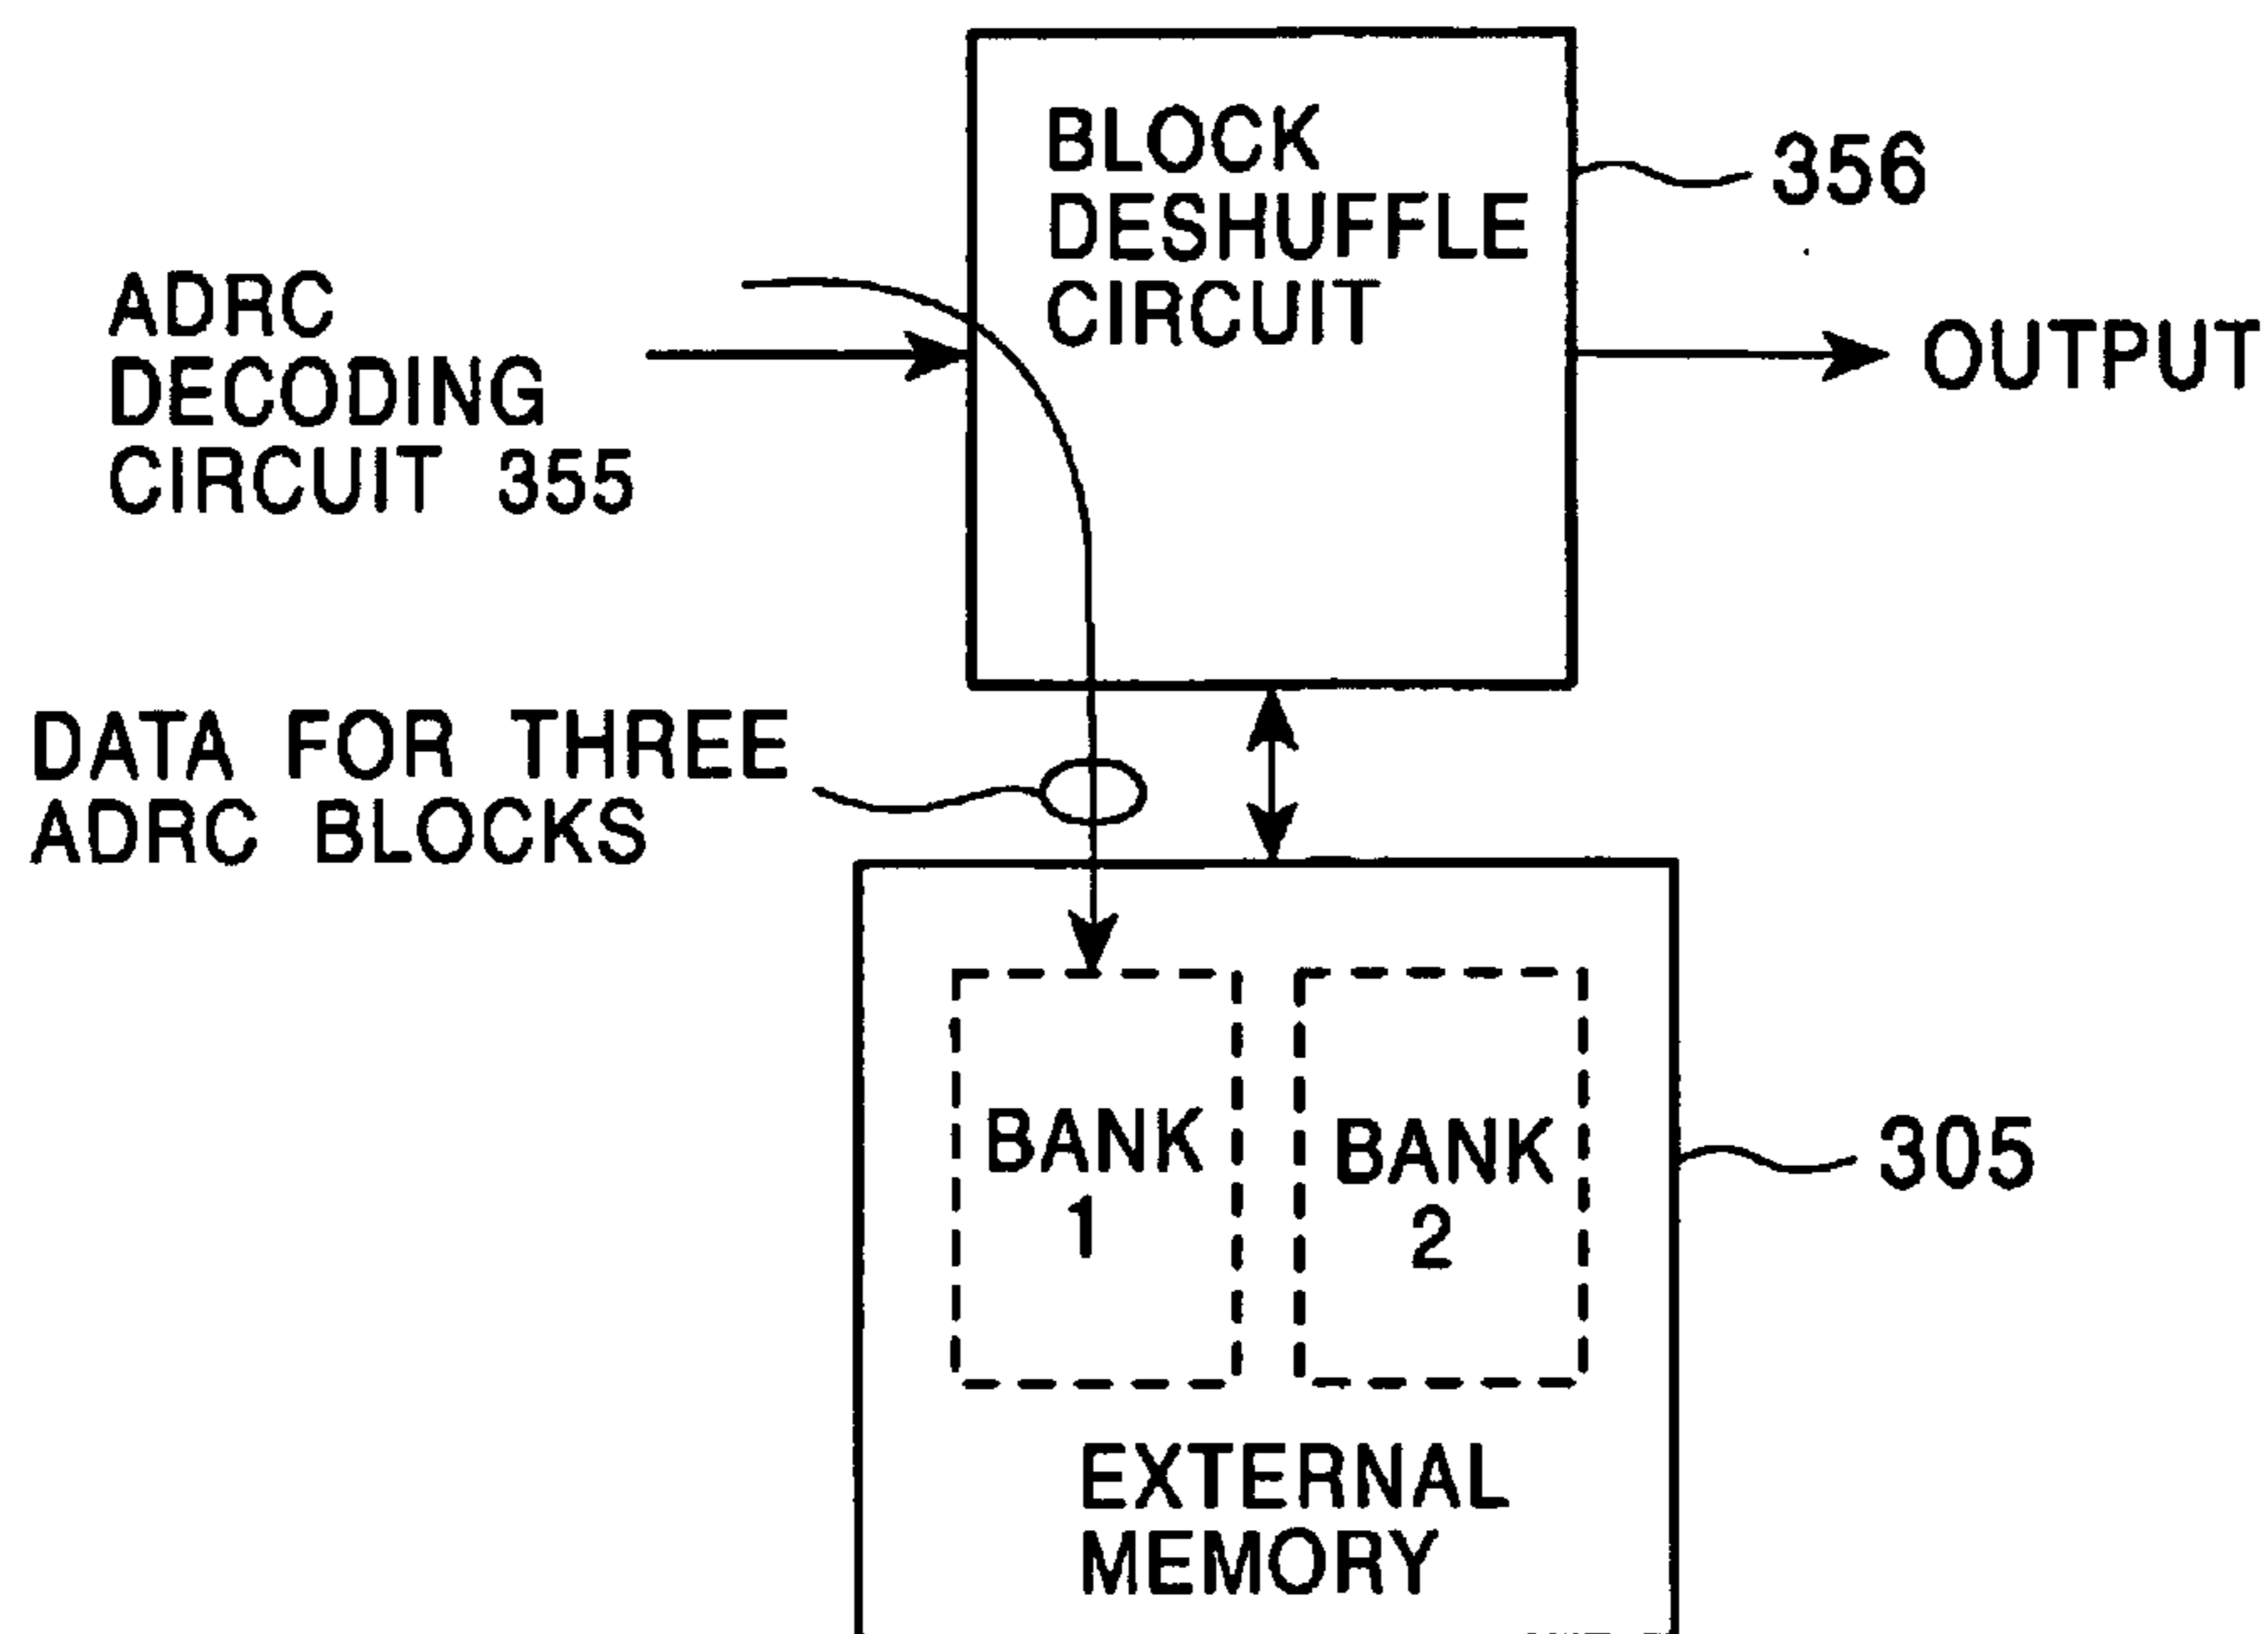 BLOCK
DESHUFFLE
CIRCUIT
356
ADRC
DECODING
CIRCUIT 355
OUTPUT
DATA FOR THREE
ADRC BLOCKS
BANK
1
BANK
2
305
EXTERNAL
MEMORY